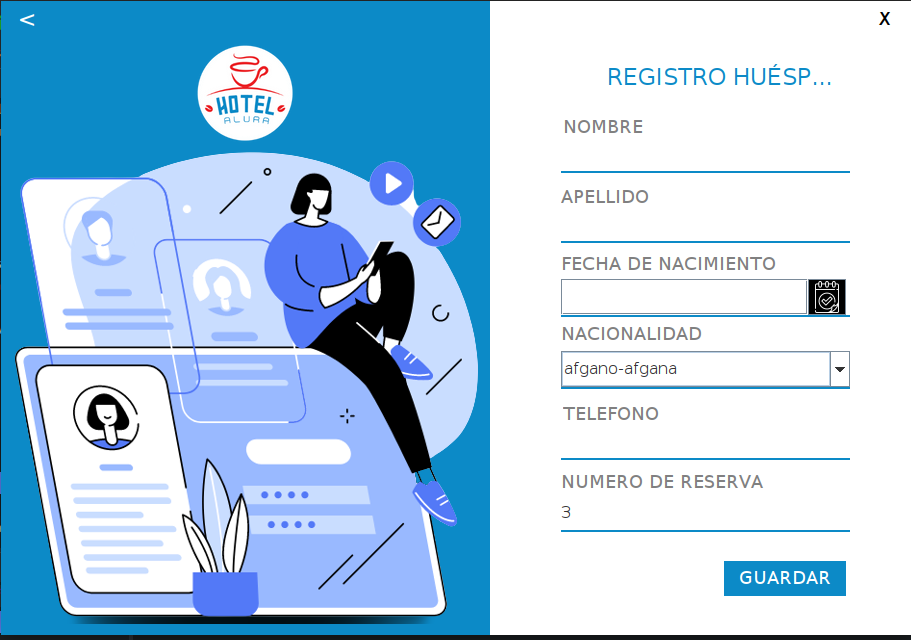 <
X
HOTEL
ALURA
REGISTRO HUÉSP...
NOMBRE
APELLIDO
FECHA DE NACIMIENTO
NACIONALIDAD
afgano-afgana
TELEFONO
NUMERO DE RESERVA
3
GUARDAR